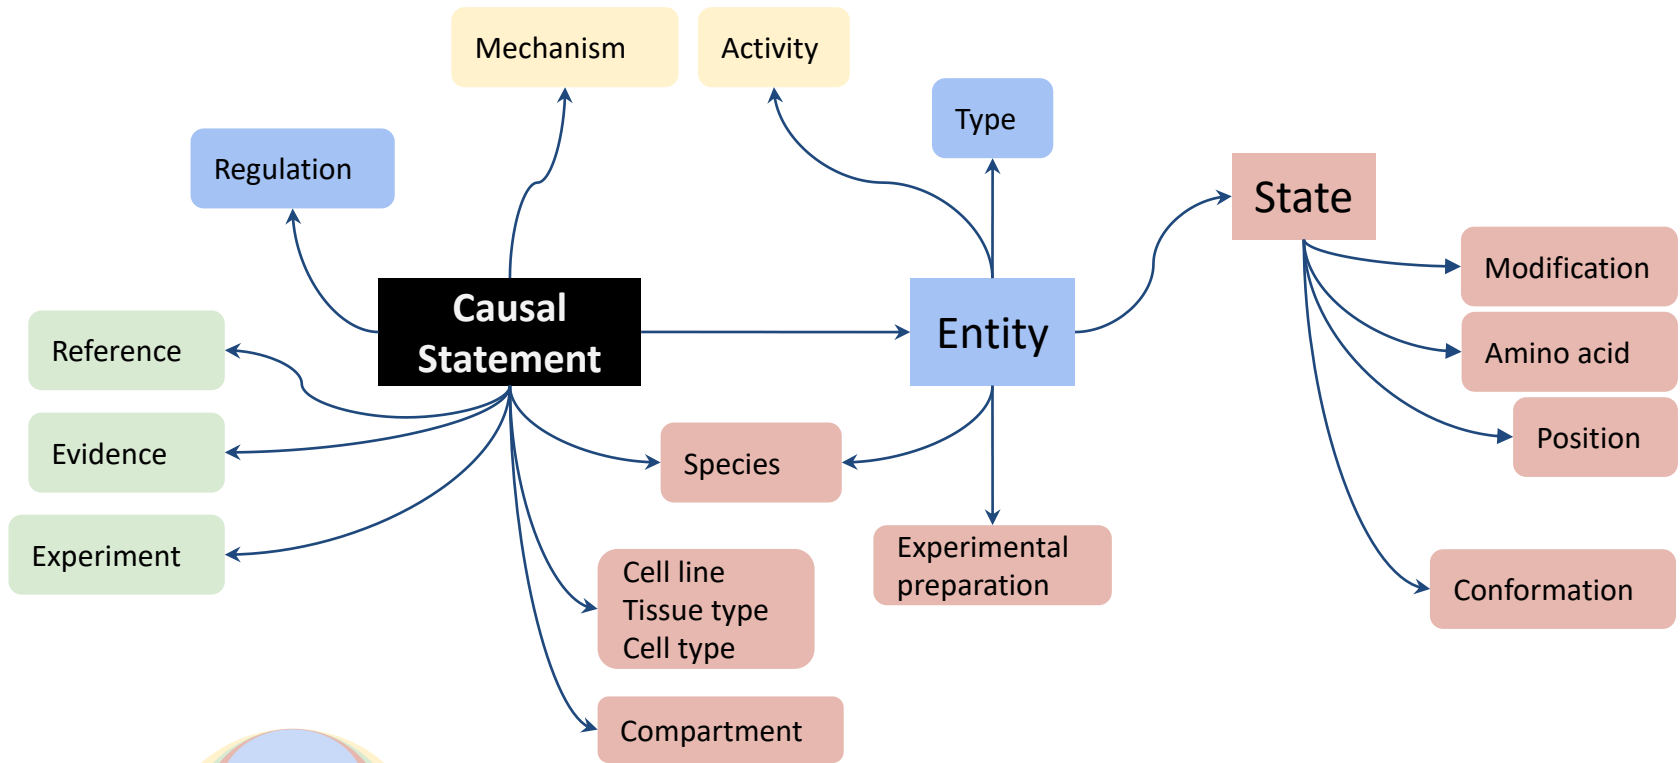 Mechanism
Activity
Type
Regulation
State
Modification
Causal
Statement
Entity
Reference
Amino acid
Position
Evidence
Species
Experiment
Experimental
preparation
Cell line
Tissue type
Cell type
Conformation
Compartment